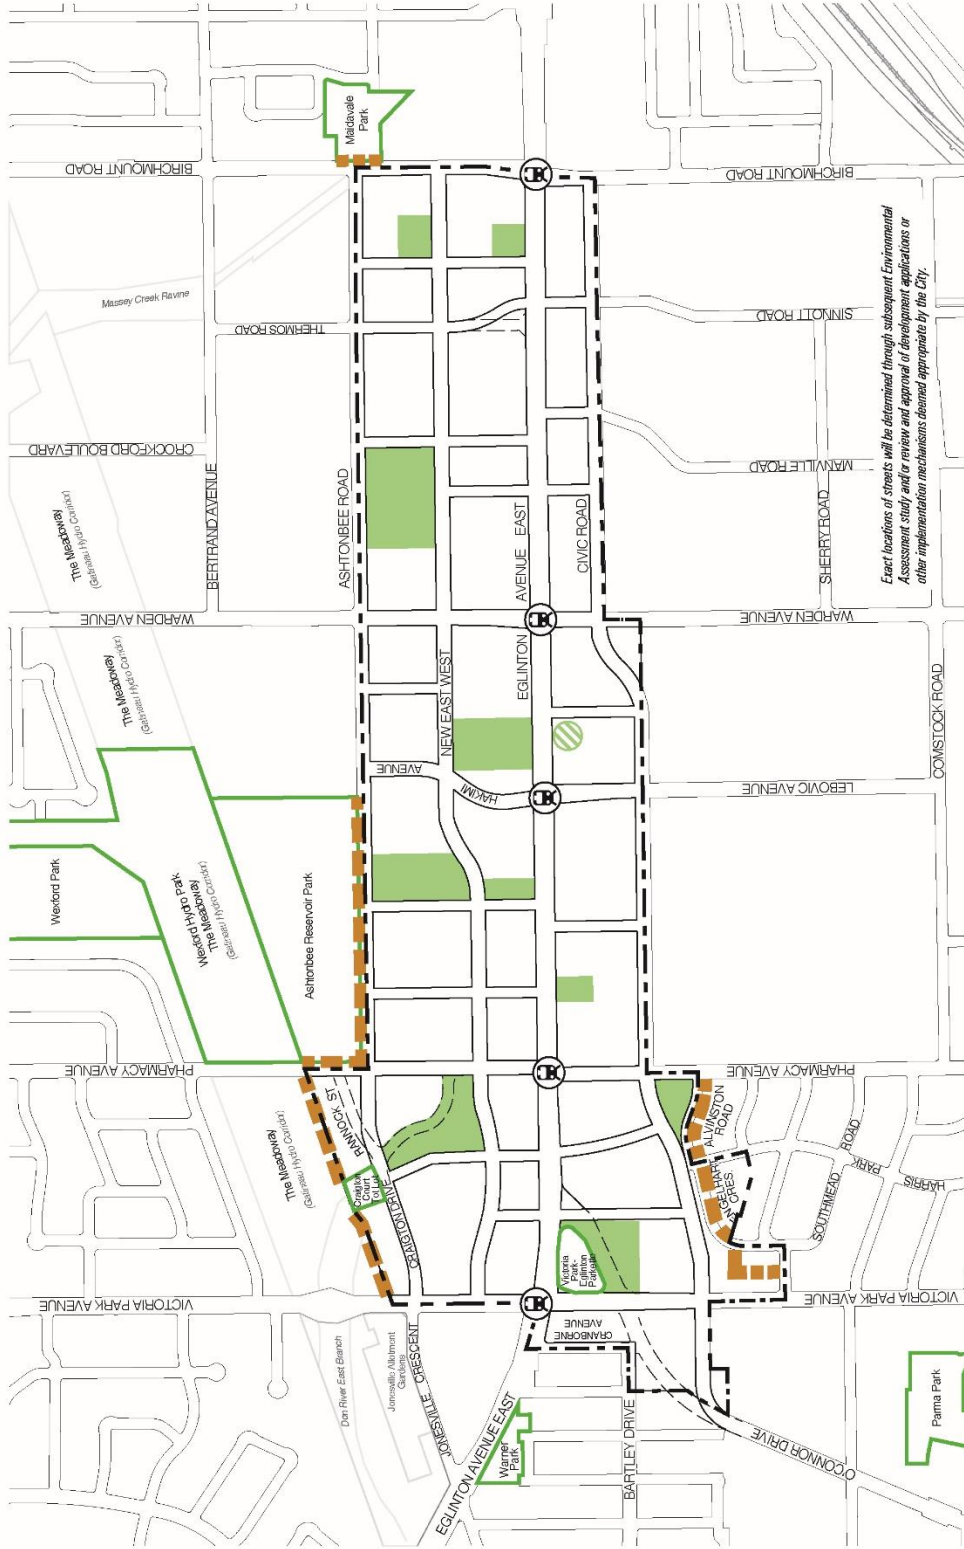 VICTORIA PARK AVENUE
PHARMACY AVENUE
Wexford Park
WARDEN AVENUE
CROCKFORD BOULEVARD
BIRCHMOUNT ROAD
The Meadoway
(Gatineau Hydro Corridor)
The Meadoway
(Gatineau Hydro Corridor)
Massey Creek Ravine
Wexford Hydro Park
The Meadoway
(Gatineau Hydro Corridor)
BERTRAND AVENUE
The Meadoway
(Gatineau Hydro Corridor)
Ashtonbee Reservoir Park
THERMOS ROAD
Don River East Branch
Jonesville Allotment
Gardens
JONESVILLE CRESCENT
RANNOCK ST
Craigton
Court
Tot Lot
CRAIGTON DRIVE
ASHTONBEE ROAD
Maidavale
Park
HAKIMI AVENUE
NEW EAST WEST
EGLINTON AVENUE EAST
Warner
Park
EGLINTON AVENUE EAST
Victoria
Park-
Eglinton
Parkette
CRANBORNE
AVENUE
CIVIC ROAD
BARTLEY DRIVE
ALVINSTON
ROAD
ENGELHART
CRES.
O'CONNOR DRIVE
SOUTHMEAD
ROAD
HARRIS PARK
VICTORIA PARK AVENUE
PHARMACY AVENUE
LEBOVIC AVENUE
WARDEN AVENUE
MANVILLE ROAD
SINNOTT ROAD
BIRCHMOUNT ROAD
SHERRY ROAD
COMSTOCK ROAD
Parma Park
Exact locations of streets will be determined through subsequent Environmental
Assessment study and/or review and approval of development applications or
other implementation mechanisms deemed appropriate by the City.